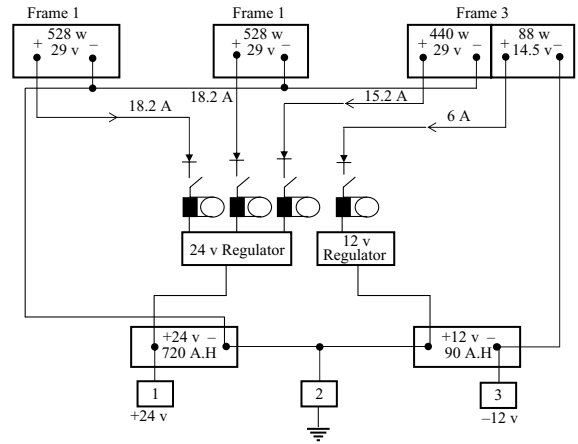 Frame 1
Frame 1
Frame 3
+ 528 w –
29 v
+ 528 w –
29 v
+ 440 w –
29 v
+ 88 w –
14.5 v
18.2 A
18.2 A
15.2 A
6 A
24 v Regulator
12 v
Regulator
+24 v –
720 A.H
+12 v –
90 A.H
1
2
3
+24 v
–12 v